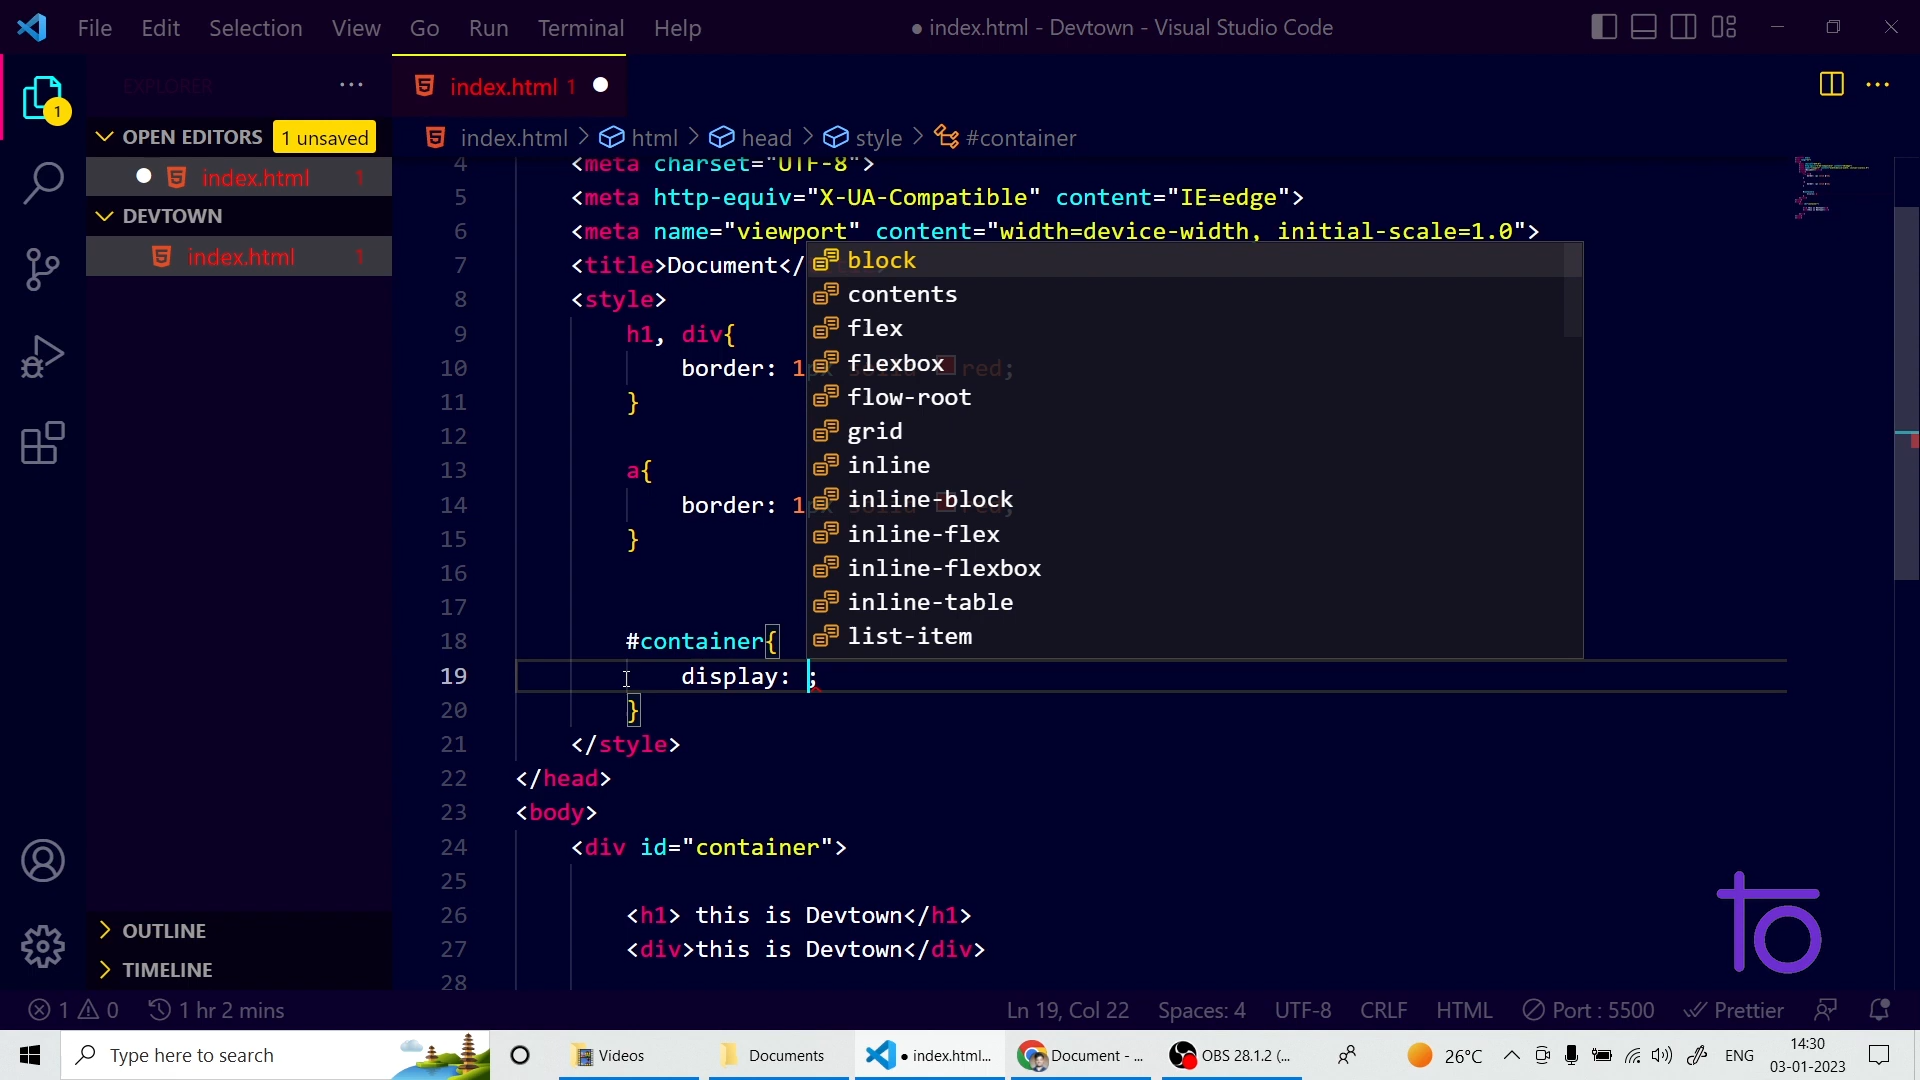 File Edit Selection View Go Run Terminal Help
● index.html - Devtown - Visual Studio Code
EXPLORER ···
index.html 1 ●
OPEN EDITORS 1 unsaved
● index.html 1
DEVTOWN
index.html 1
OUTLINE
TIMELINE
1
index.html > html > head > style > #container
4 <meta charset="UTF-8">
5 <meta http-equiv="X-UA-Compatible" content="IE=edge">
6 <meta name="viewport" content="width=device-width, initial-scale=1.0">
7 <title>Document</
8 <style>
9 h1, div{
10 border: 1px solid red;
11 }
12
13 a{
14 border: 1px solid red;
15 }
16
17
18 #container{
19 display: ;
20 }
21 </style>
22 </head>
23 <body>
24 <div id="container">
25
26 <h1> this is Devtown</h1>
27 <div>this is Devtown</div>
28
block
contents
flex
flexbox
flow-root
grid
inline
inline-block
inline-flex
inline-flexbox
inline-table
list-item
to
1 0 1 hr 2 mins Ln 19, Col 22 Spaces: 4 UTF-8 CRLF HTML Port : 5500 Prettier
Type here to search Videos Documents ● index.html... Document - ... OBS 28.1.2 (... 26°C ENG 14:30
03-01-2023